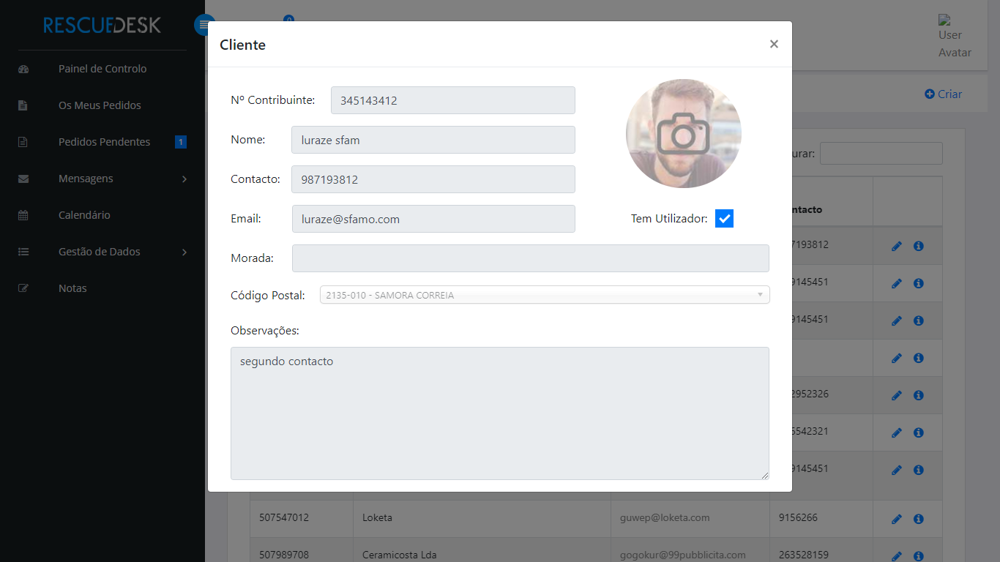 RESCUEDESK
0
Cliente
×
User
Avatar
Painel de Controlo
Nº Contribuinte: 345143412
Criar
Os Meus Pedidos
Nome: luraze sfam
Pedidos Pendentes 1
urar:
Contacto: 987193812
Mensagens
Email: luraze@sfamo.com
Tem Utilizador:
Calendário
ntacto
Morada:
7193812
Gestão de Dados
9145451
Notas
Código Postal: 2135-010 - SAMORA CORREIA
9145451
Observações:
segundo contacto
2952326
5542321
9145451
507547012 Loketa guwep@loketa.com 9156266
507989708 Ceramicosta Lda gogokur@99pubblicita.com 263528159